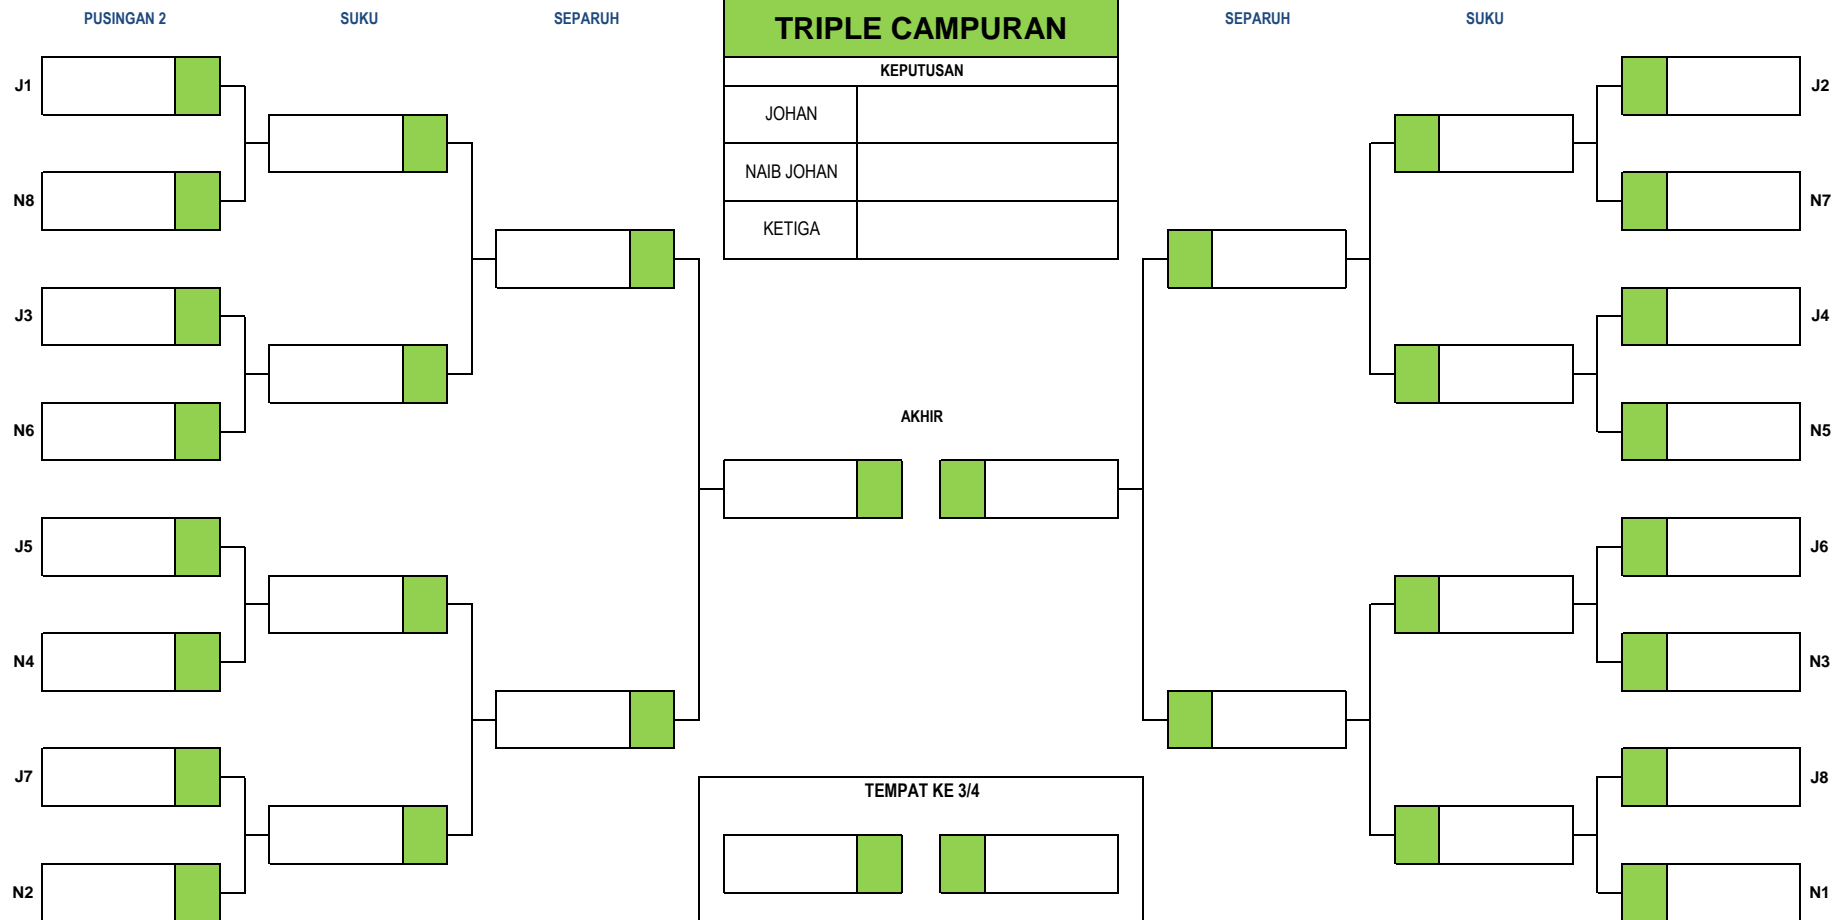 PUSINGAN 2 SUKU SEPARUH TRIPLE CAMPURAN SEPARUH SUKU
KEPUTUSAN
J1 J2
JOHAN
NAIB JOHAN
N8 N7
KETIGA
J3 J4
AKHIR
N6 N5
J5 J6
N4 N3
J7 J8
TEMPAT KE 3/4
N2 N1